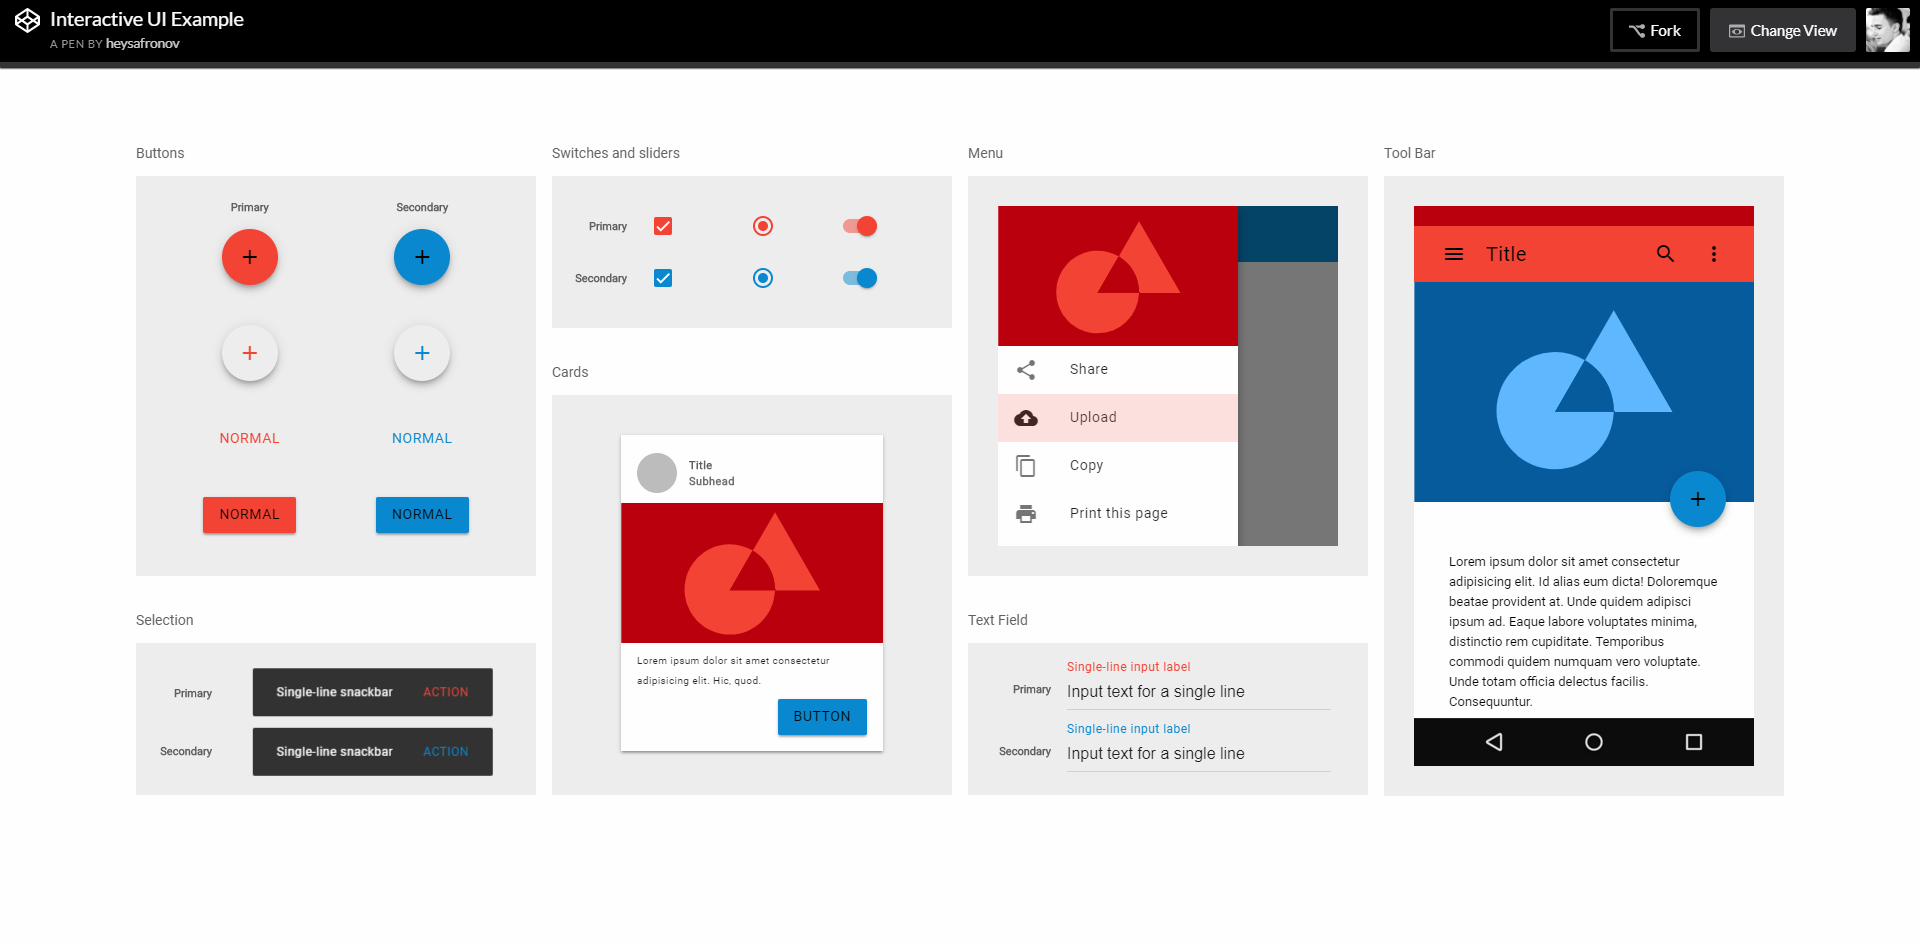 Interactive UI Example
A PEN BY heysafronov
Fork
Change View
Buttons
Primary
Secondary
NORMAL
NORMAL
NORMAL
NORMAL
Selection
Primary
Single-line snackbar ACTION
Secondary
Single-line snackbar ACTION
Switches and sliders
Primary
Secondary
Cards
Title
Subhead
Lorem ipsum dolor sit amet consectetur
adipisicing elit. Hic, quod.
BUTTON
Menu
Share
Upload
Copy
Print this page
Text Field
Single-line input label
Primary
Input text for a single line
Single-line input label
Secondary
Input text for a single line
Tool Bar
Title
Lorem ipsum dolor sit amet consectetur
adipisicing elit. Id alias eum dicta! Doloremque
beatae provident at. Unde quidem adipisci
ipsum ad. Eaque labore voluptates minima,
distinctio rem cupiditate. Temporibus
commodi quidem numquam vero voluptate.
Unde totam officia delectus facilis.
Consequuntur.